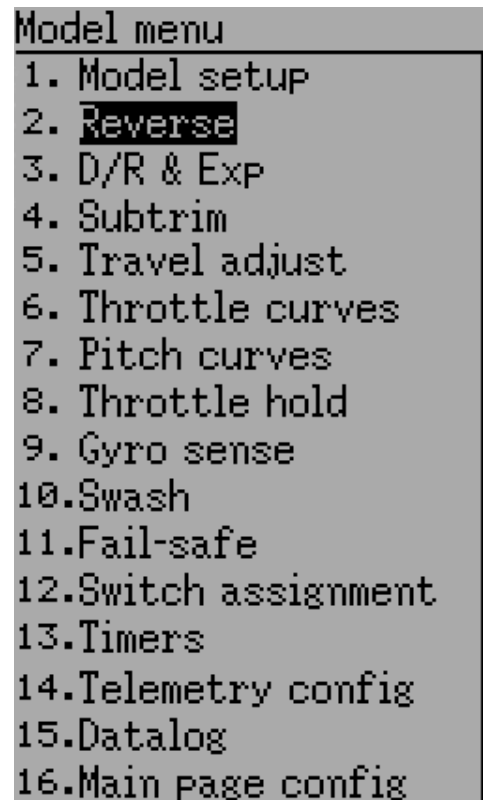 Model menu
1. Model setup
2. Reverse
3. D/R & Exp
4. Subtrim
5. Travel adjust
6. Throttle curves
7. Pitch curves
8. Throttle hold
9. Gyro sense
10.Swash
11.Fail-safe
12.Switch assignment
13.Timers
14.Telemetry config
15.Datalog
16.Main page config